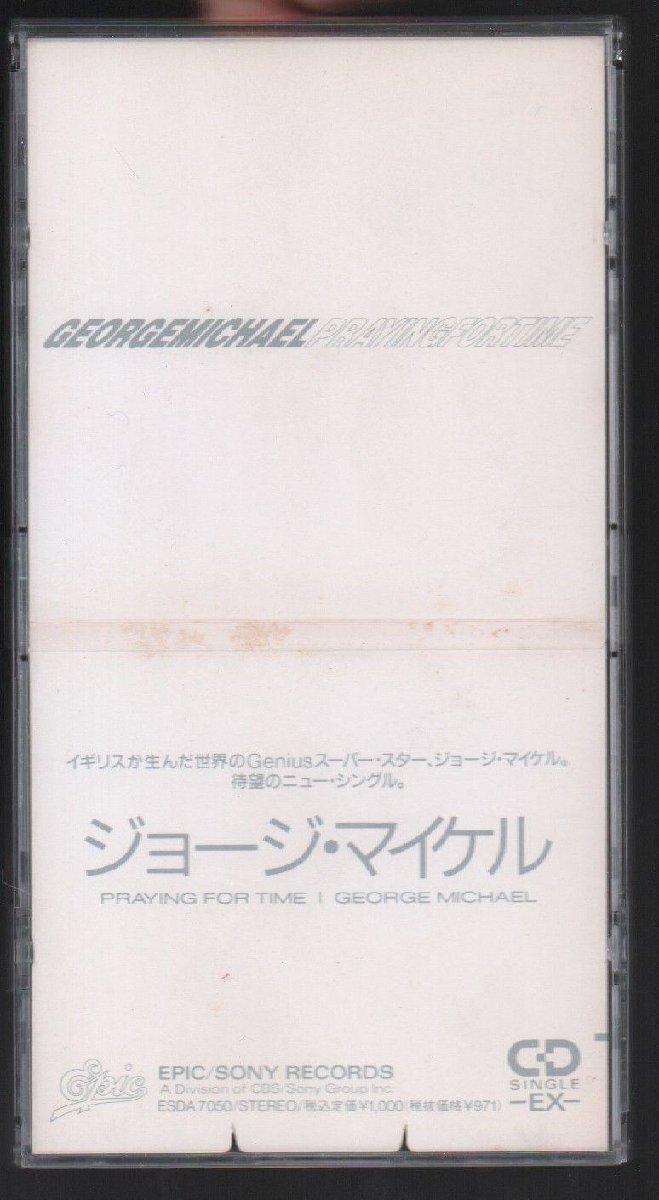 GEORGEMICHAELPRAYINGFORTIME
イギリスが生んだ世界のGeniusスーパー・スター、ジョージ・マイケル。
待望のニュー・シングル。
ジョージ・マイケル
PRAYING FOR TIME | GEORGE MICHAEL
Epic
EPIC/SONY RECORDS
A Division of CBS/Sony Group Inc.
ESDA 7050/STEREO/税込定価¥1,000(税抜価格¥971)
CD
SINGLE
-EX-